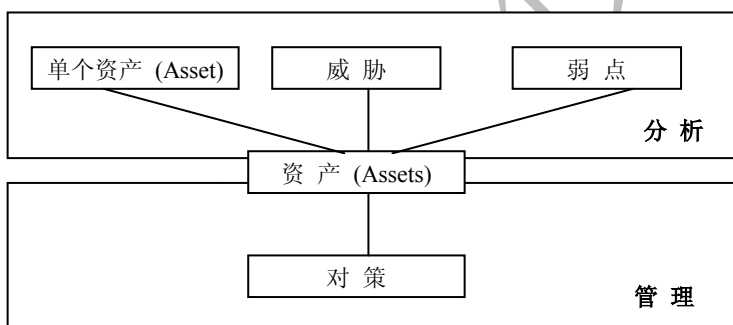 单个资产 (Asset)
威 胁
弱 点
分 析
资 产 (Assets)
对 策
管 理